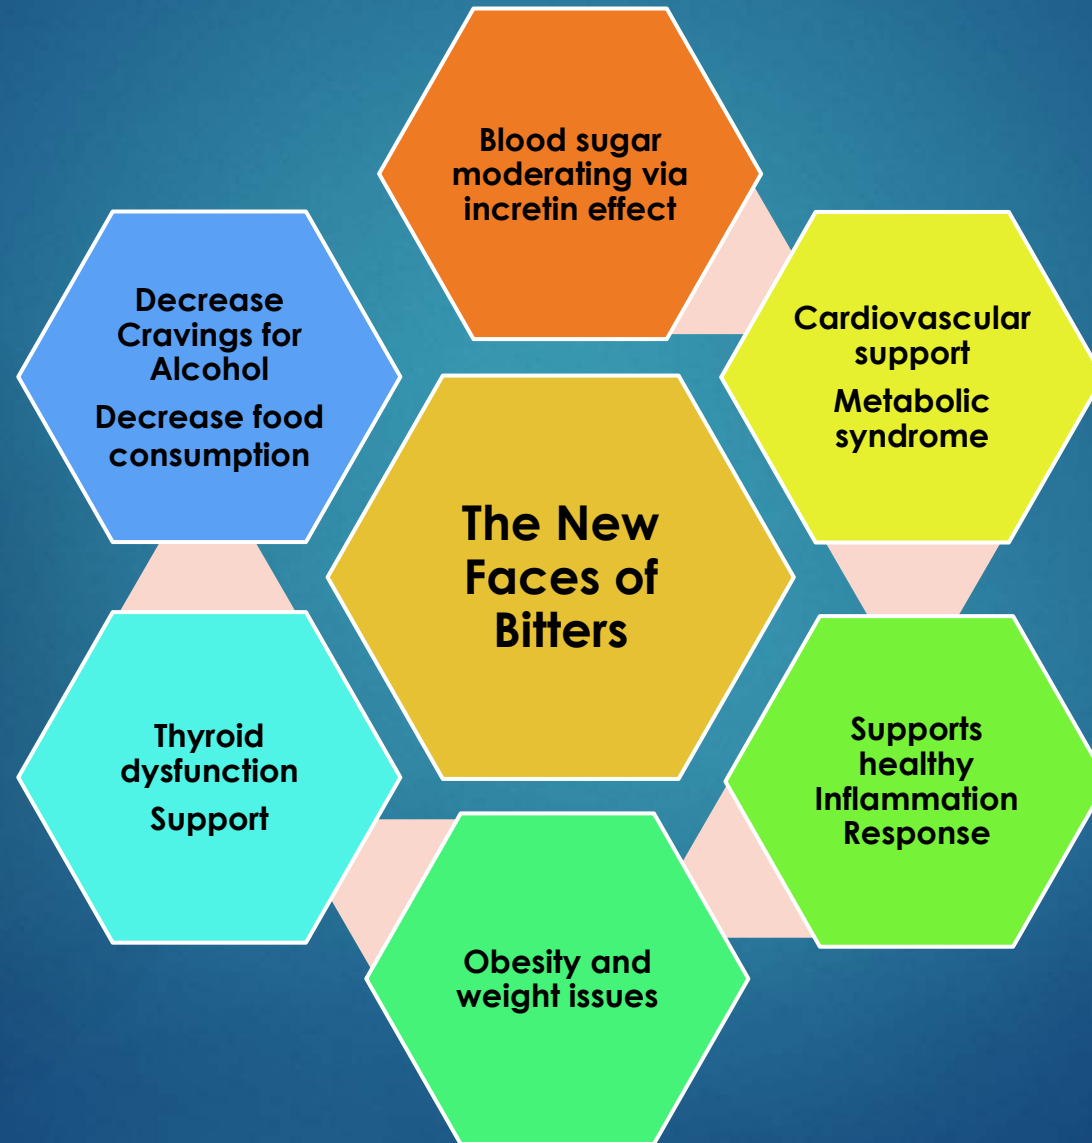 The New
Faces of
Bitters
Blood sugar
moderating via
incretin effect
Cardiovascular
support
Metabolic
syndrome
Supports
healthy
Inflammation
Response
Obesity and
weight issues
Thyroid
dysfunction
Support
Decrease
Cravings for
Alcohol
Decrease food
consumption